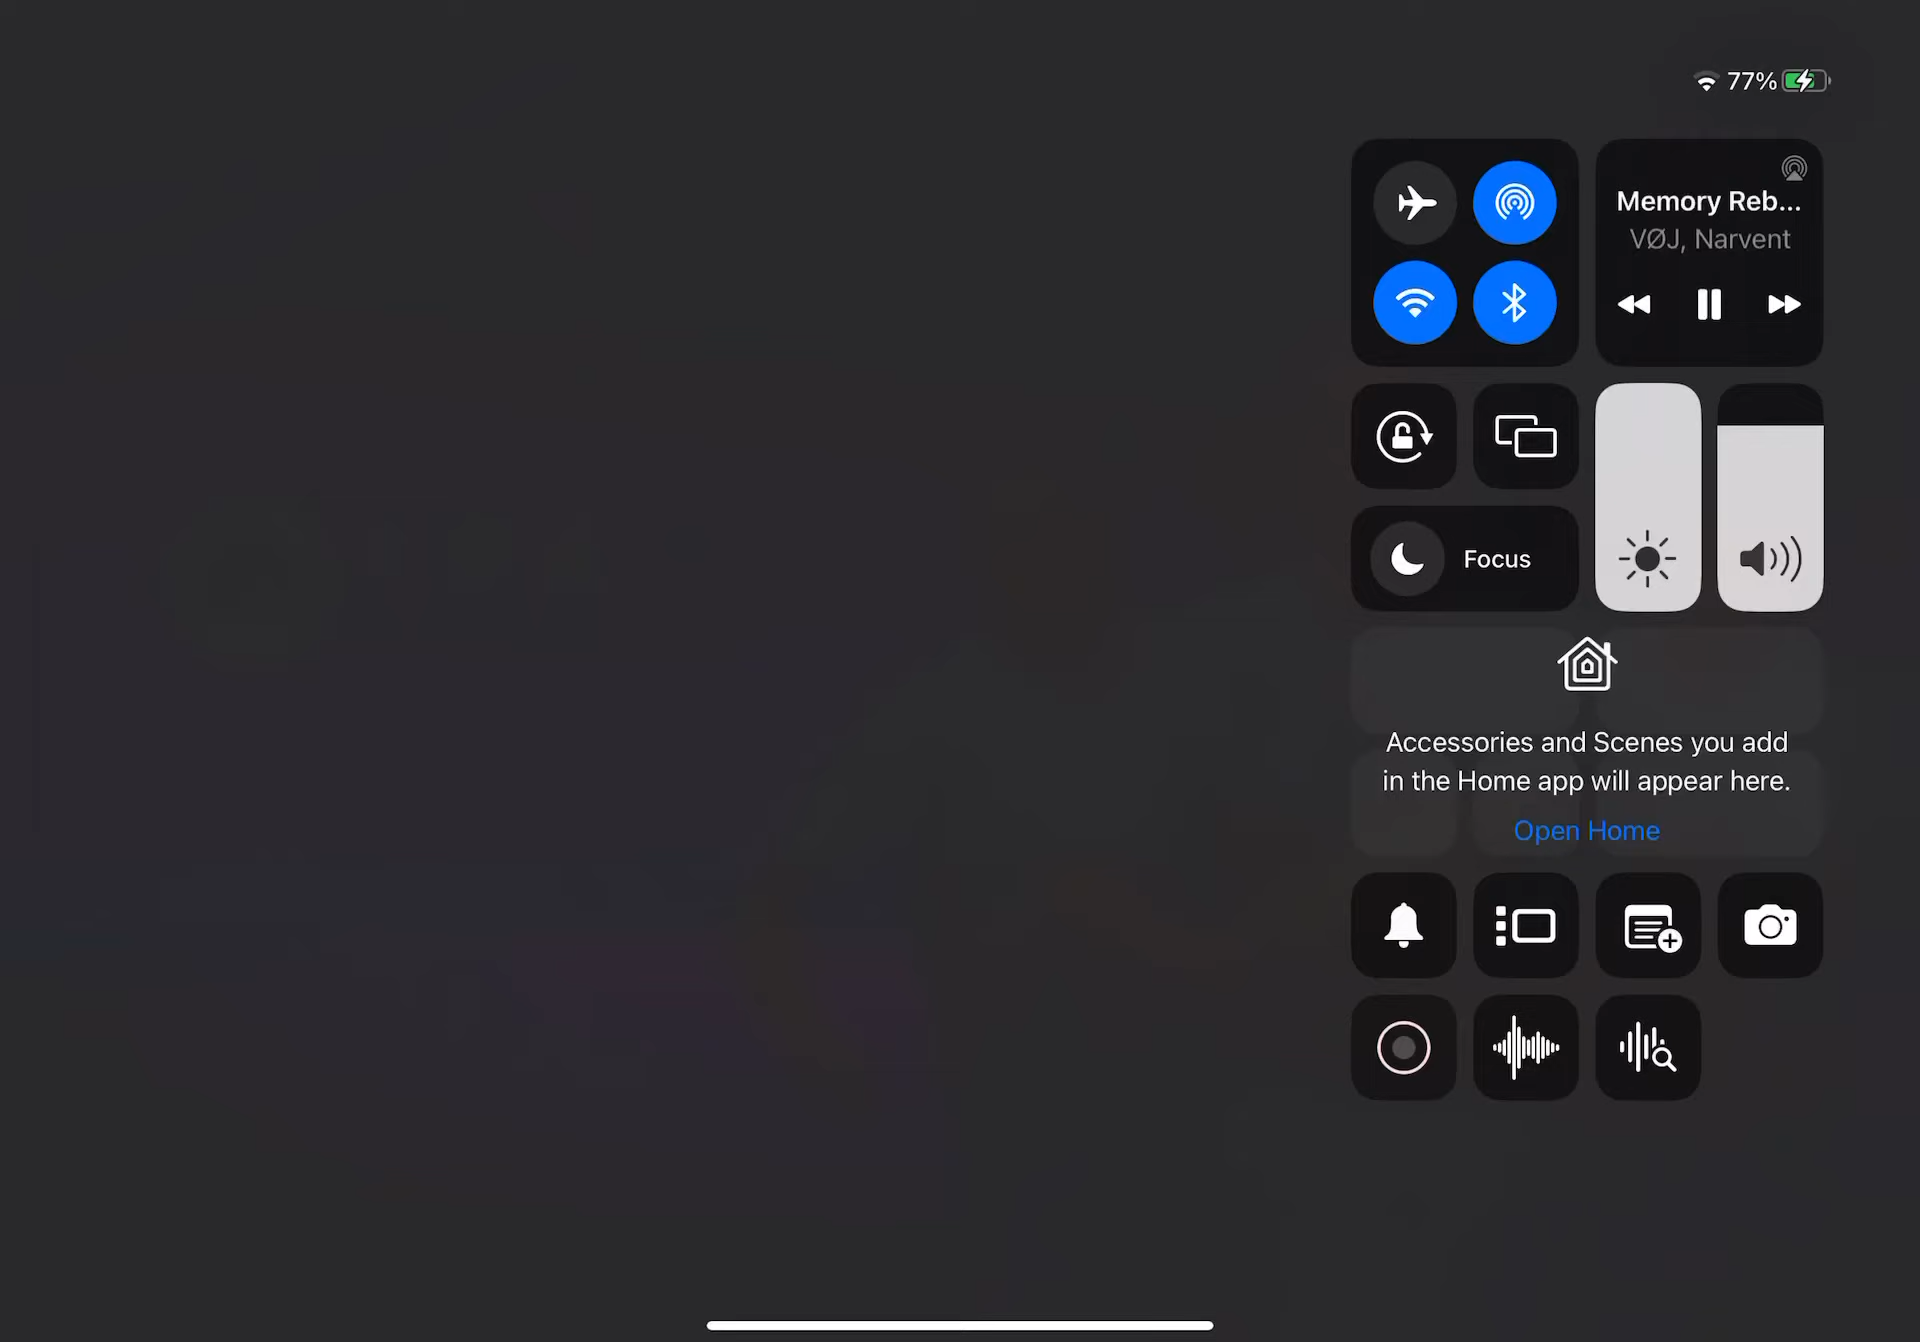 77%
Memory Reb...
VØJ, Narvent
Focus
Accessories and Scenes you add
in the Home app will appear here.
Open Home